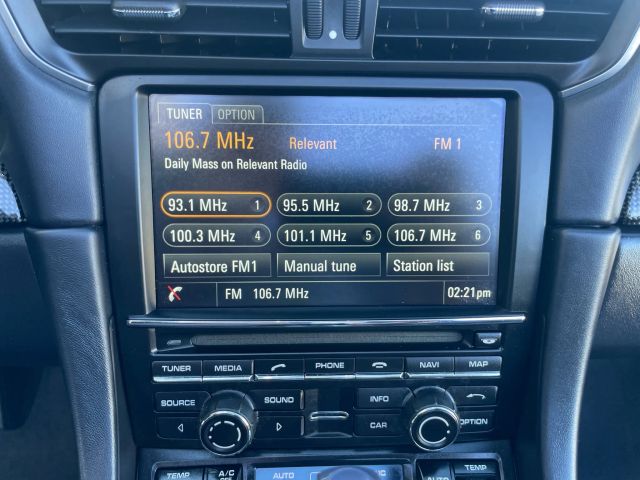 TUNER OPTION
106.7 MHz Relevant FM 1
Daily Mass on Relevant Radio
93.1 MHz 1 95.5 MHz 2 98.7 MHz 3
100.3 MHz 4 101.1 MHz 5 106.7 MHz 6
Autostore FM1 Manual tune Station list
FM 106.7 MHz 02:21pm
TUNER MEDIA PHONE NAVI MAP
SOURCE SOUND INFO
CAR OPTION
TEMP A/C OFF AUTO AUTO TEMP